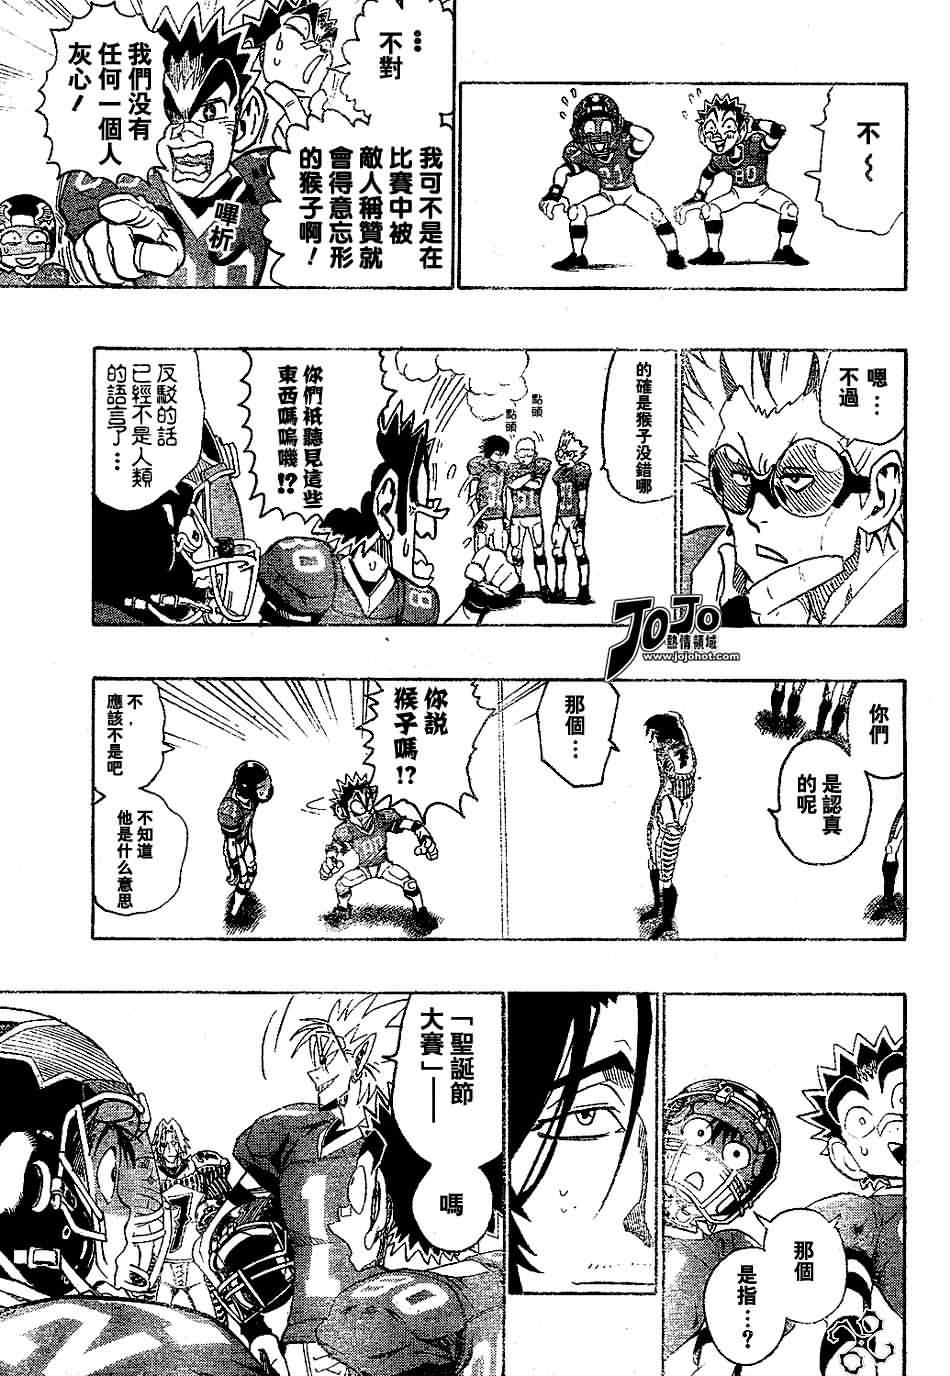 不～
…
不對
我可不是在
比賽中被
敵人稱贊就
會得意忘形
的猴子啊！
嗶析
我們没有
任何一個人
灰心！
嗯…
不過
的確是猴子没錯哪
點頭
點頭
你們衹聽見這些
東西嗎嗚嘰!?
反駁的話
已經不是人類
的語言了…
JOJO
熱情領域
www.jojohot.com
你們
是認真
的呢
那個…
你説
猴子嗎!?
不，
應該不是吧
不知道
他是什么意思
那個
是指…?
「聖誕節
大賽」——
嗎